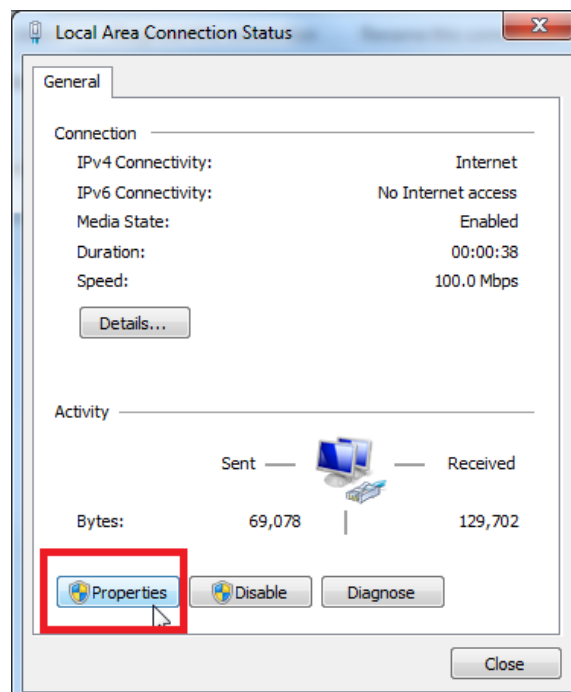 Local Area Connection Status
General
Connection
IPv4 Connectivity: Internet
IPv6 Connectivity: No Internet access
Media State: Enabled
Duration: 00:00:38
Speed: 100.0 Mbps
Details...
Activity
Sent Received
Bytes: 69,078 129,702
Properties Disable Diagnose
Close